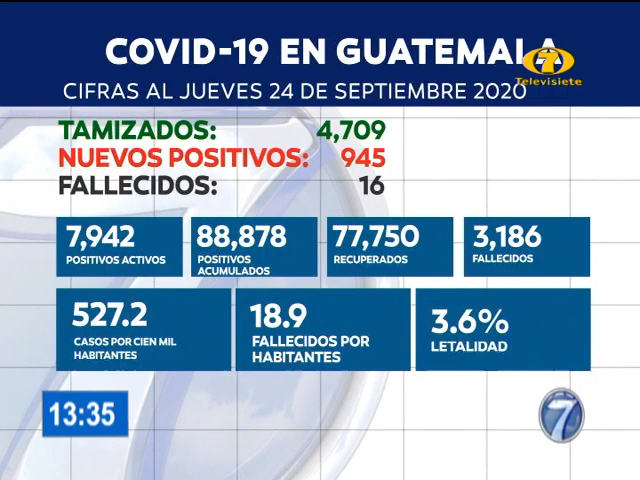 COVID-19 EN GUATEMALA
7
Televisiete
CIFRAS AL JUEVES 24 DE SEPTIEMBRE 2020
TAMIZADOS: 4,709
NUEVOS POSITIVOS: 945
FALLECIDOS: 16
7,942
POSITIVOS ACTIVOS
88,878
POSITIVOS
ACUMULADOS
77,750
RECUPERADOS
3,186
FALLECIDOS
527.2
CASOS POR CIEN MIL
HABITANTES
18.9
FALLECIDOS POR
HABITANTES
3.6%
LETALIDAD
13:35
7